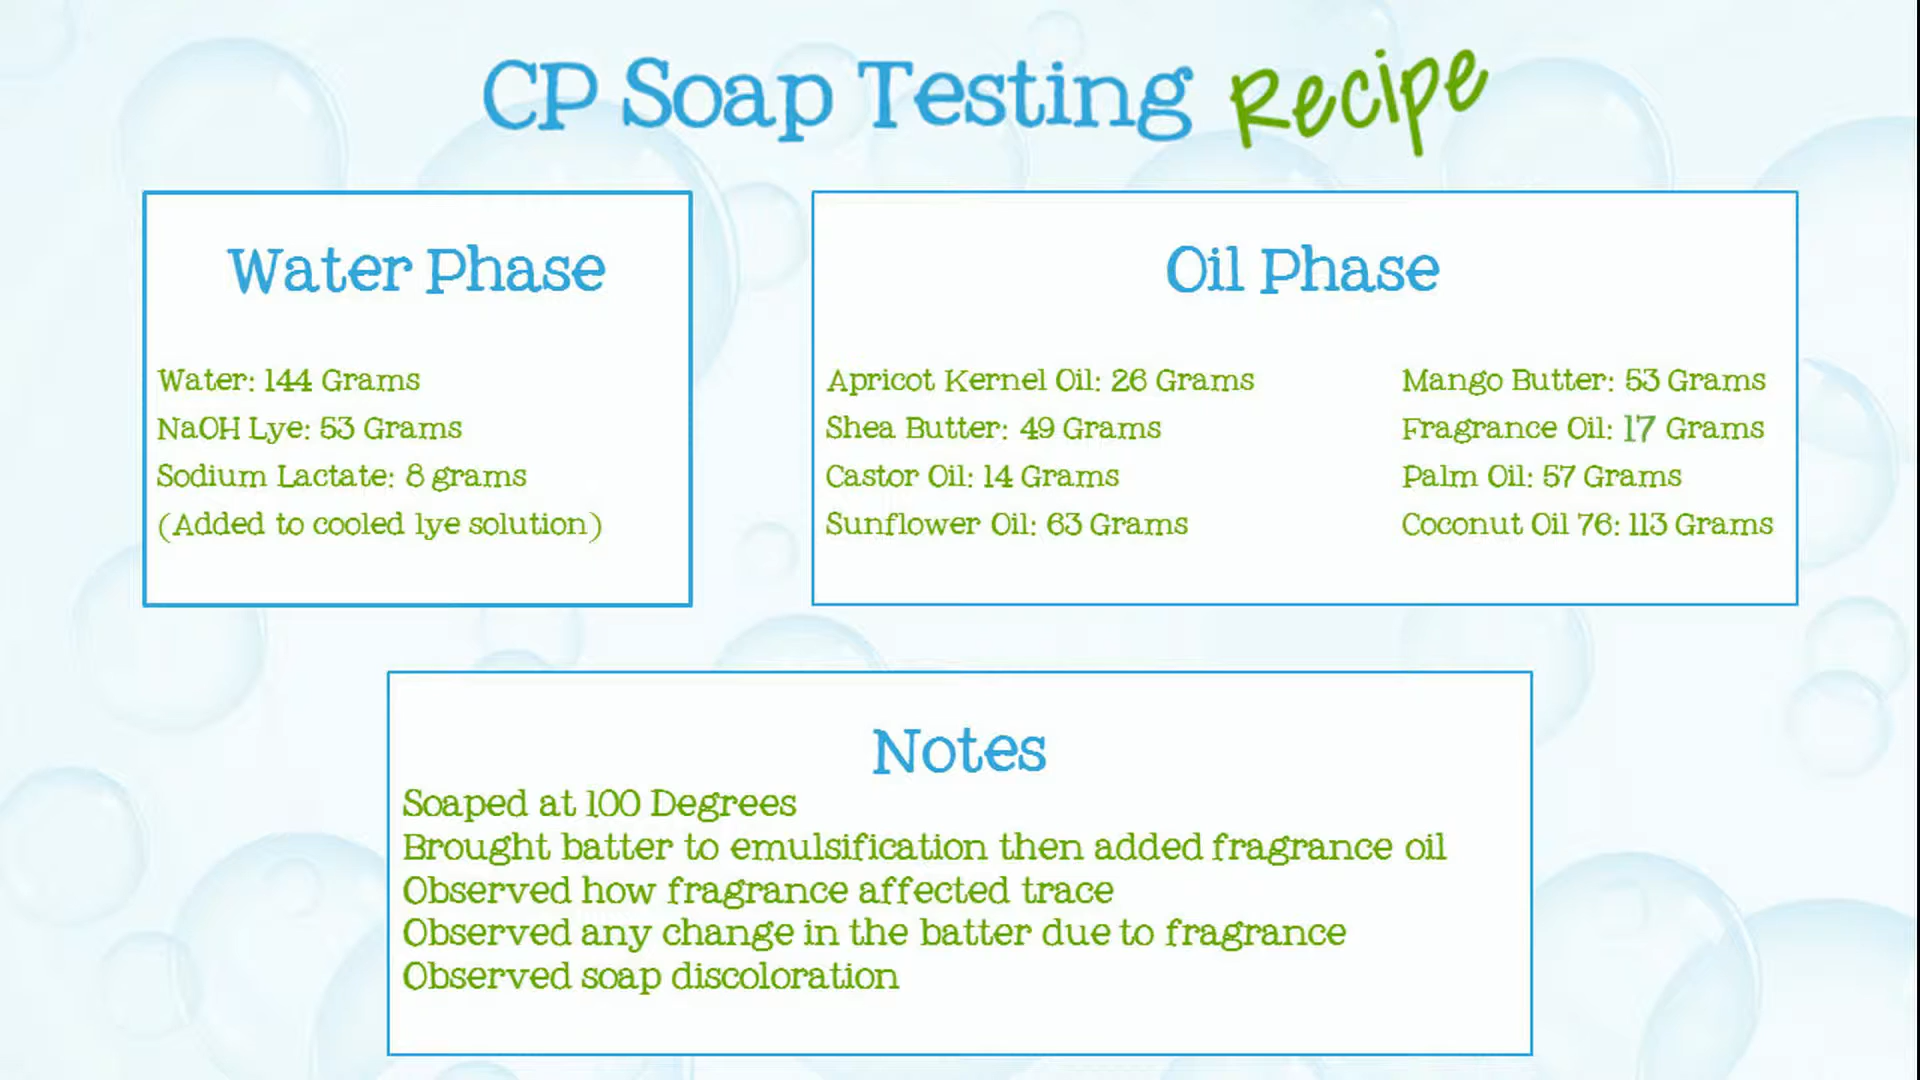 CP Soap Testing Recipe
Water Phase
Water: 144 Grams
NaOH Lye: 53 Grams
Sodium Lactate: 8 grams
(Added to cooled lye solution)
Oil Phase
Apricot Kernel Oil: 26 Grams
Shea Butter: 49 Grams
Castor Oil: 14 Grams
Sunflower Oil: 63 Grams
Mango Butter: 53 Grams
Fragrance Oil: 17 Grams
Palm Oil: 57 Grams
Coconut Oil 76: 113 Grams
Notes
Soaped at 100 Degrees
Brought batter to emulsification then added fragrance oil
Observed how fragrance affected trace
Observed any change in the batter due to fragrance
Observed soap discoloration